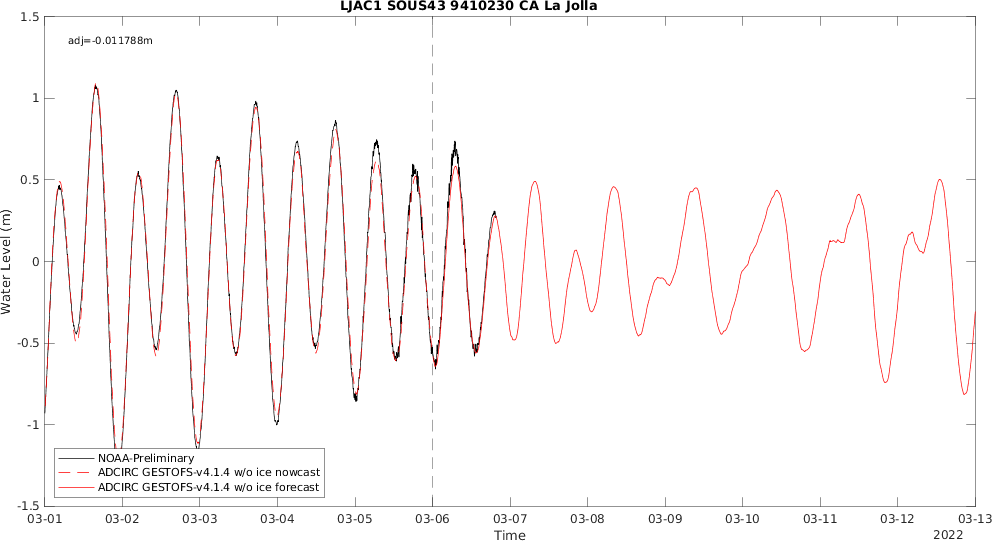 LJAC1 SOUS43 9410230 CA La Jolla
adj=-0.011788m
1.5
1
0.5
0
-0.5
-1
-1.5
Water Level (m)
NOAA-Preliminary
ADCIRC GESTOFS-v4.1.4 w/o ice nowcast
ADCIRC GESTOFS-v4.1.4 w/o ice forecast
03-01 03-02 03-03 03-04 03-05 03-06 03-07 03-08 03-09 03-10 03-11 03-12 03-13
Time
2022